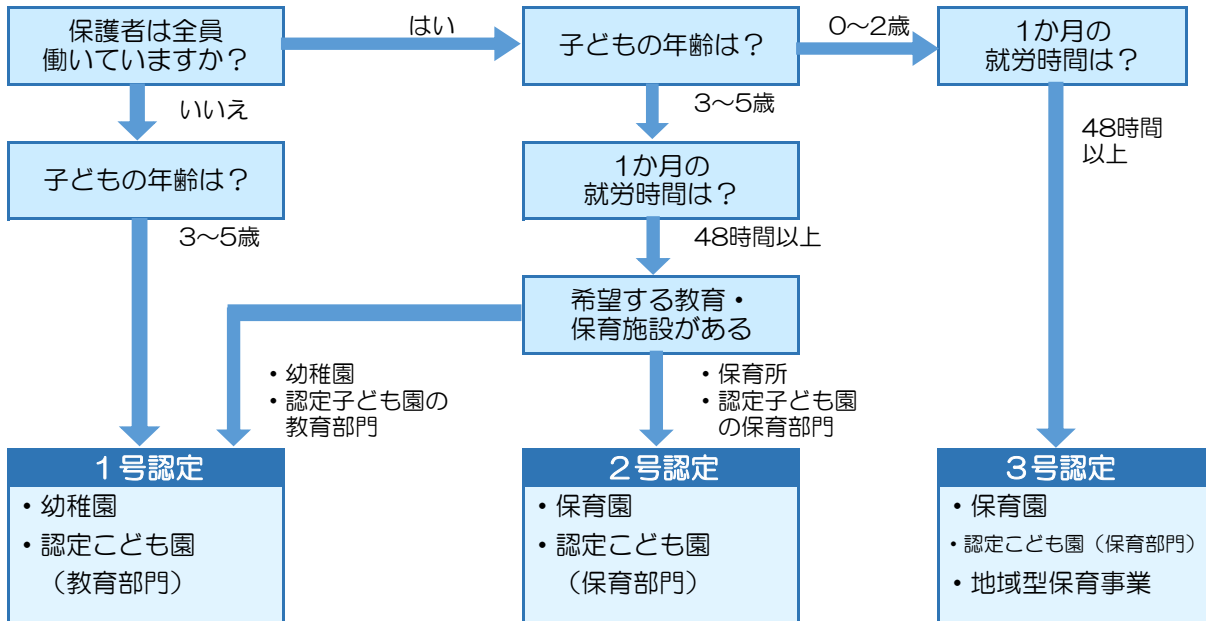 保護者は全員
働いていますか？
はい
子どもの年齢は？
0～2歳
1か月の
就労時間は？
いいえ
3～5歳
48時間
以上
子どもの年齢は？
1か月の
就労時間は？
3～5歳
48時間以上
希望する教育・
保育施設がある
・幼稚園
・認定子ども園の
教育部門
・保育所
・認定子ども園
の保育部門
１号認定
・幼稚園
・認定こども園
（教育部門）
２号認定
・保育園
・認定こども園
（保育部門）
３号認定
・保育園
・認定こども園（保育部門）
・地域型保育事業